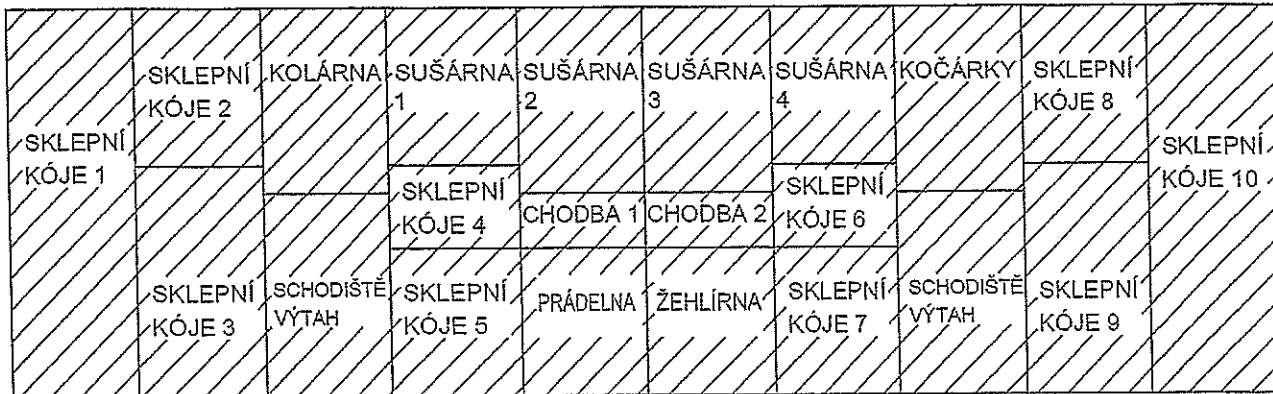 SKLEPNÍ
KÓJE 1
SKLEPNÍ
KÓJE 2
SKLEPNÍ
KÓJE 3
KOLÁRNA
SCHODIŠTĚ
VÝTAH
SUŠÁRNA
1
SKLEPNÍ
KÓJE 4
SKLEPNÍ
KÓJE 5
SUŠÁRNA
2
CHODBA 1
PRÁDELNA
SUŠÁRNA
3
CHODBA 2
ŽEHLÍRNA
SUŠÁRNA
4
SKLEPNÍ
KÓJE 6
SKLEPNÍ
KÓJE 7
KOČÁRKY
SCHODIŠTĚ
VÝTAH
SKLEPNÍ
KÓJE 8
SKLEPNÍ
KÓJE 9
SKLEPNÍ
KÓJE 10